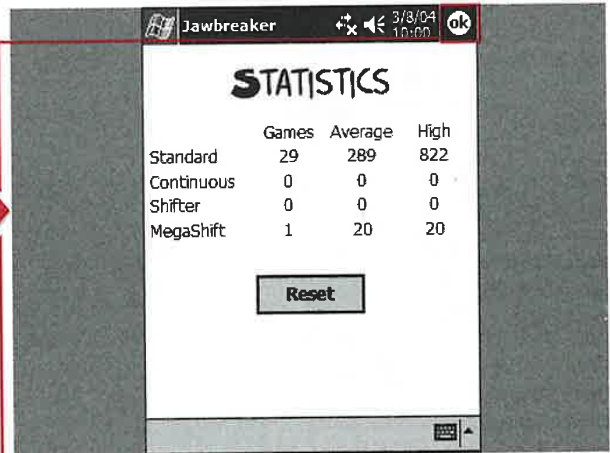 Jawbreaker 3/8/04 10:00 ok
STATISTICS
Games Average High
Standard 29 289 822
Continuous 0 0 0
Shifter 0 0 0
MegaShift 1 20 20
Reset